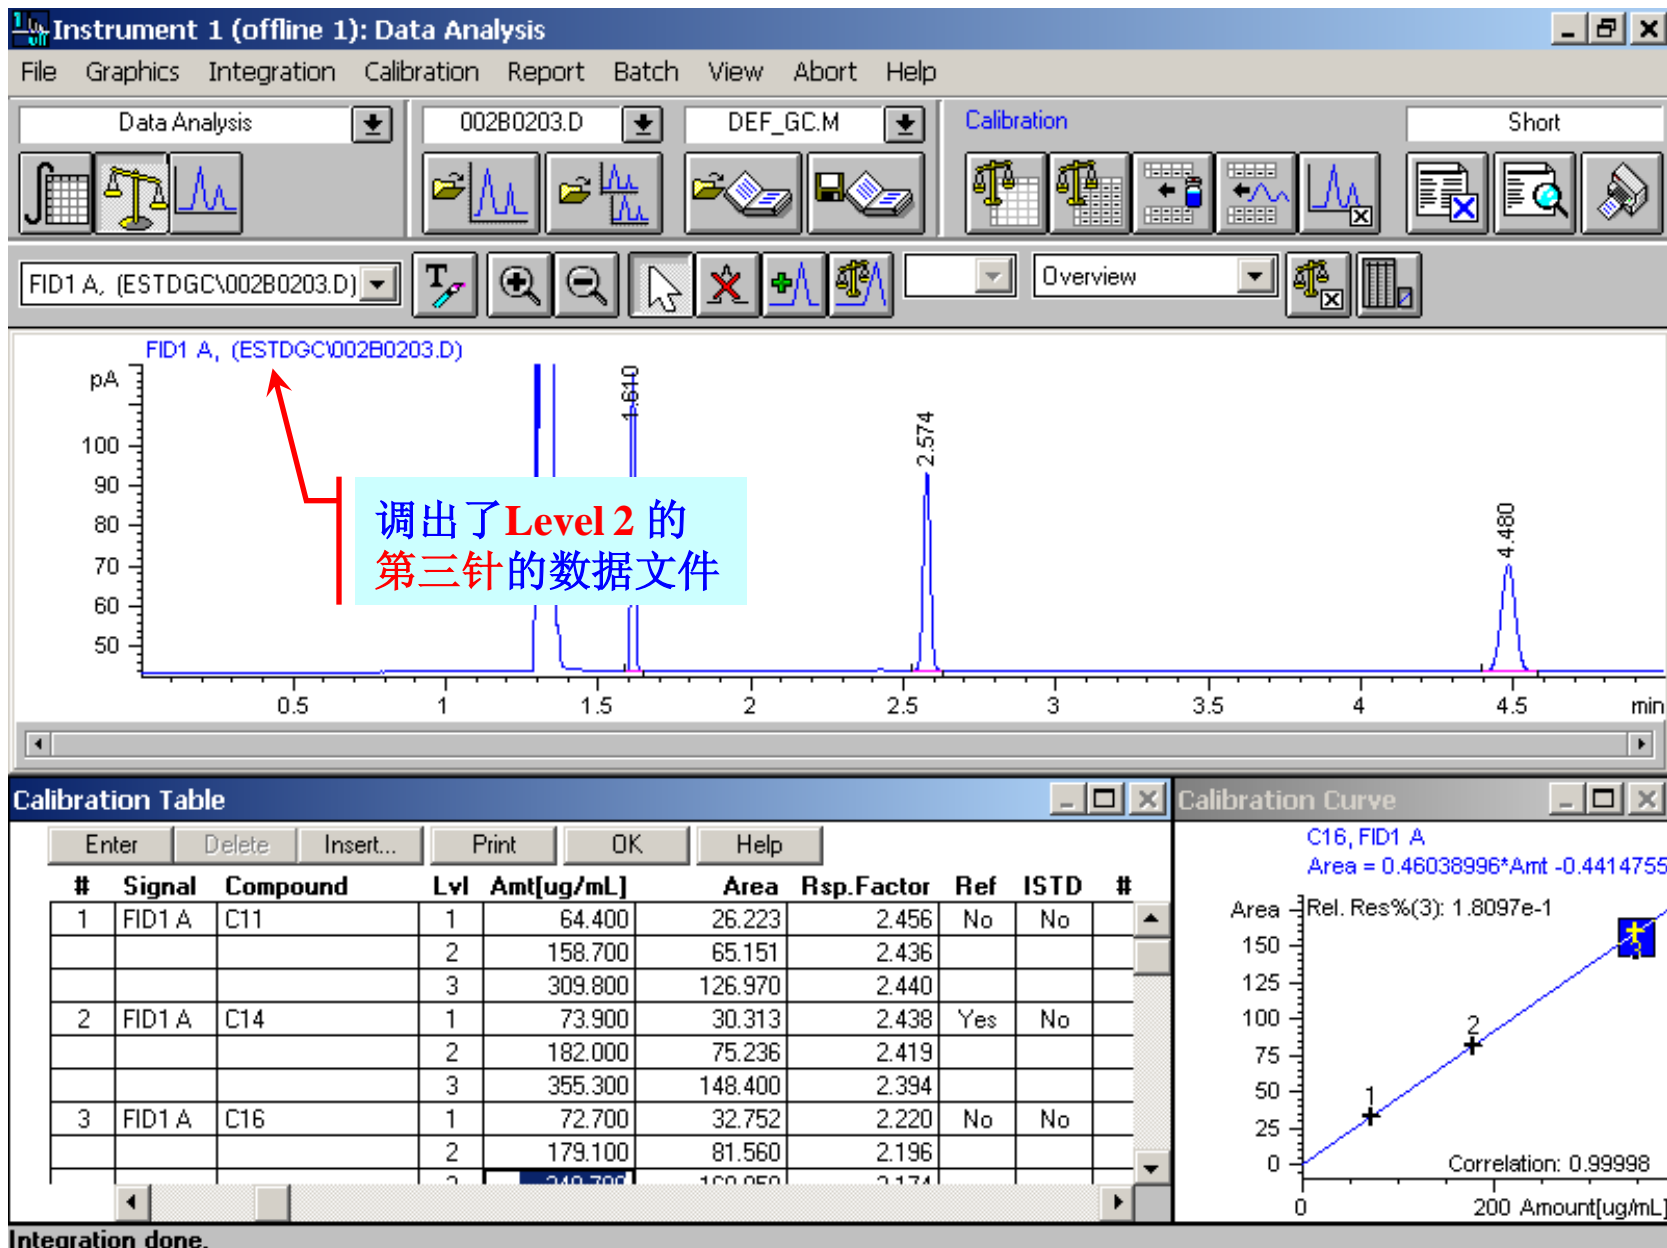 Instrument 1 (offline 1): Data Analysis
File Graphics Integration Calibration Report Batch View Abort Help
Data Analysis 002B0203.D DEF_GC.M Calibration Short
FID1 A, (ESTDGC\002B0203.D) Overview
FID1 A, (ESTDGC\002B0203.D)
pA
100
90
80
70
60
50
1.610
2.574
4.480
调出了Level 2 的
第三针的数据文件
0.5 1 1.5 2 2.5 3 3.5 4 4.5 min
Calibration Table
Enter Delete Insert... Print OK Help
# Signal Compound Lvl Amt[ug/mL] Area Rsp.Factor Ref ISTD #
1 FID1 A C11 1 64.400 26.223 2.456 No No
2 158.700 65.151 2.436
3 309.800 126.970 2.440
2 FID1 A C14 1 73.900 30.313 2.438 Yes No
2 182.000 75.236 2.419
3 355.300 148.400 2.394
3 FID1 A C16 1 72.700 32.752 2.220 No No
2 179.100 81.560 2.196
Calibration Curve
C16, FID1 A
Area = 0.46038996*Amt -0.4414755
Area
Rel. Res%(3): 1.8097e-1
150
125
100
75
50
25
0
1
2
3
Correlation: 0.99998
0 200 Amount[ug/mL]
Integration done.